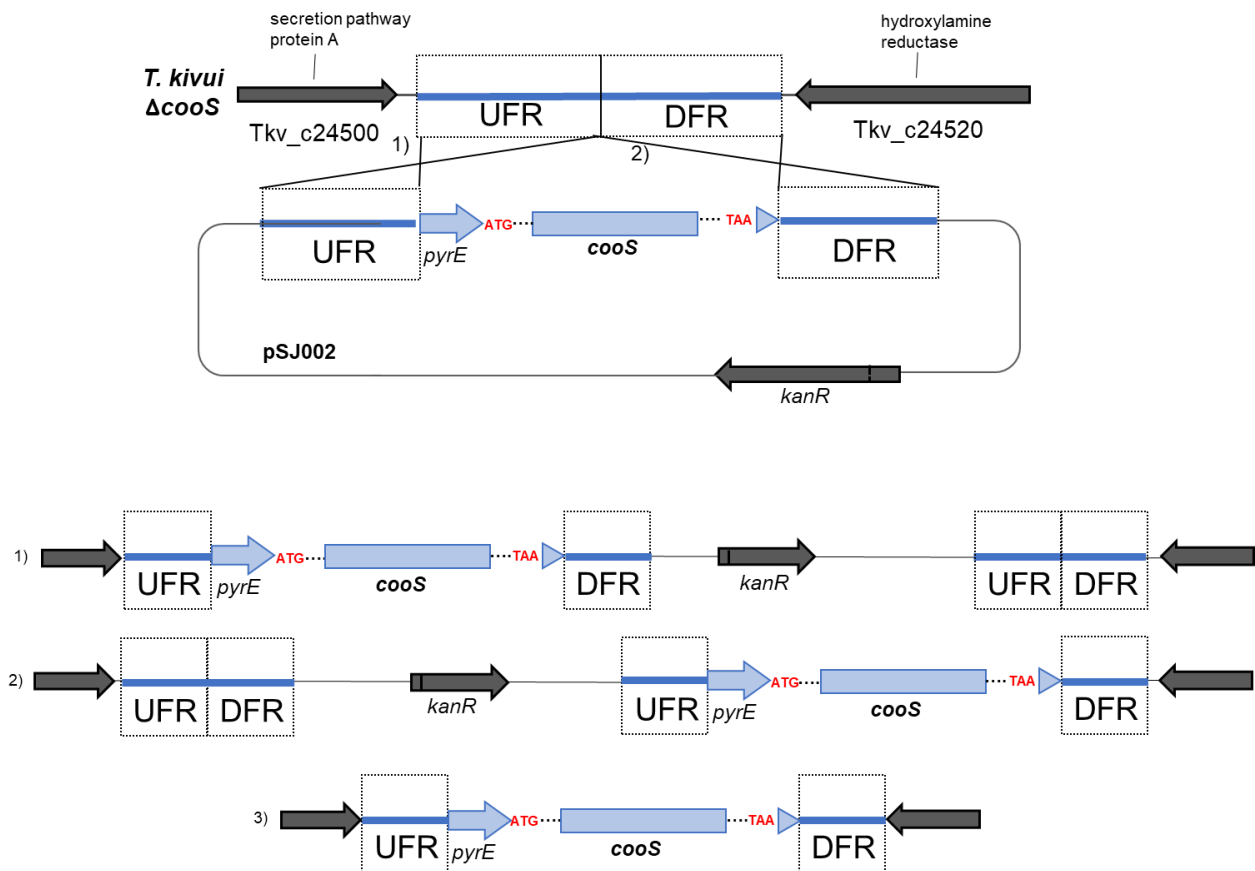 secretion pathway
protein A
hydroxylamine
reductase
T. kivui
ΔcooS
UFR
DFR
Tkv_c24500
Tkv_c24520
1)
2)
ATG
TAA
UFR
pyrE
cooS
DFR
pSJ002
kanR
1)
ATG
TAA
UFR
pyrE
cooS
DFR
kanR
UFR
DFR
2)
ATG
TAA
UFR
DFR
kanR
UFR
pyrE
cooS
DFR
3)
ATG
TAA
UFR
pyrE
cooS
DFR